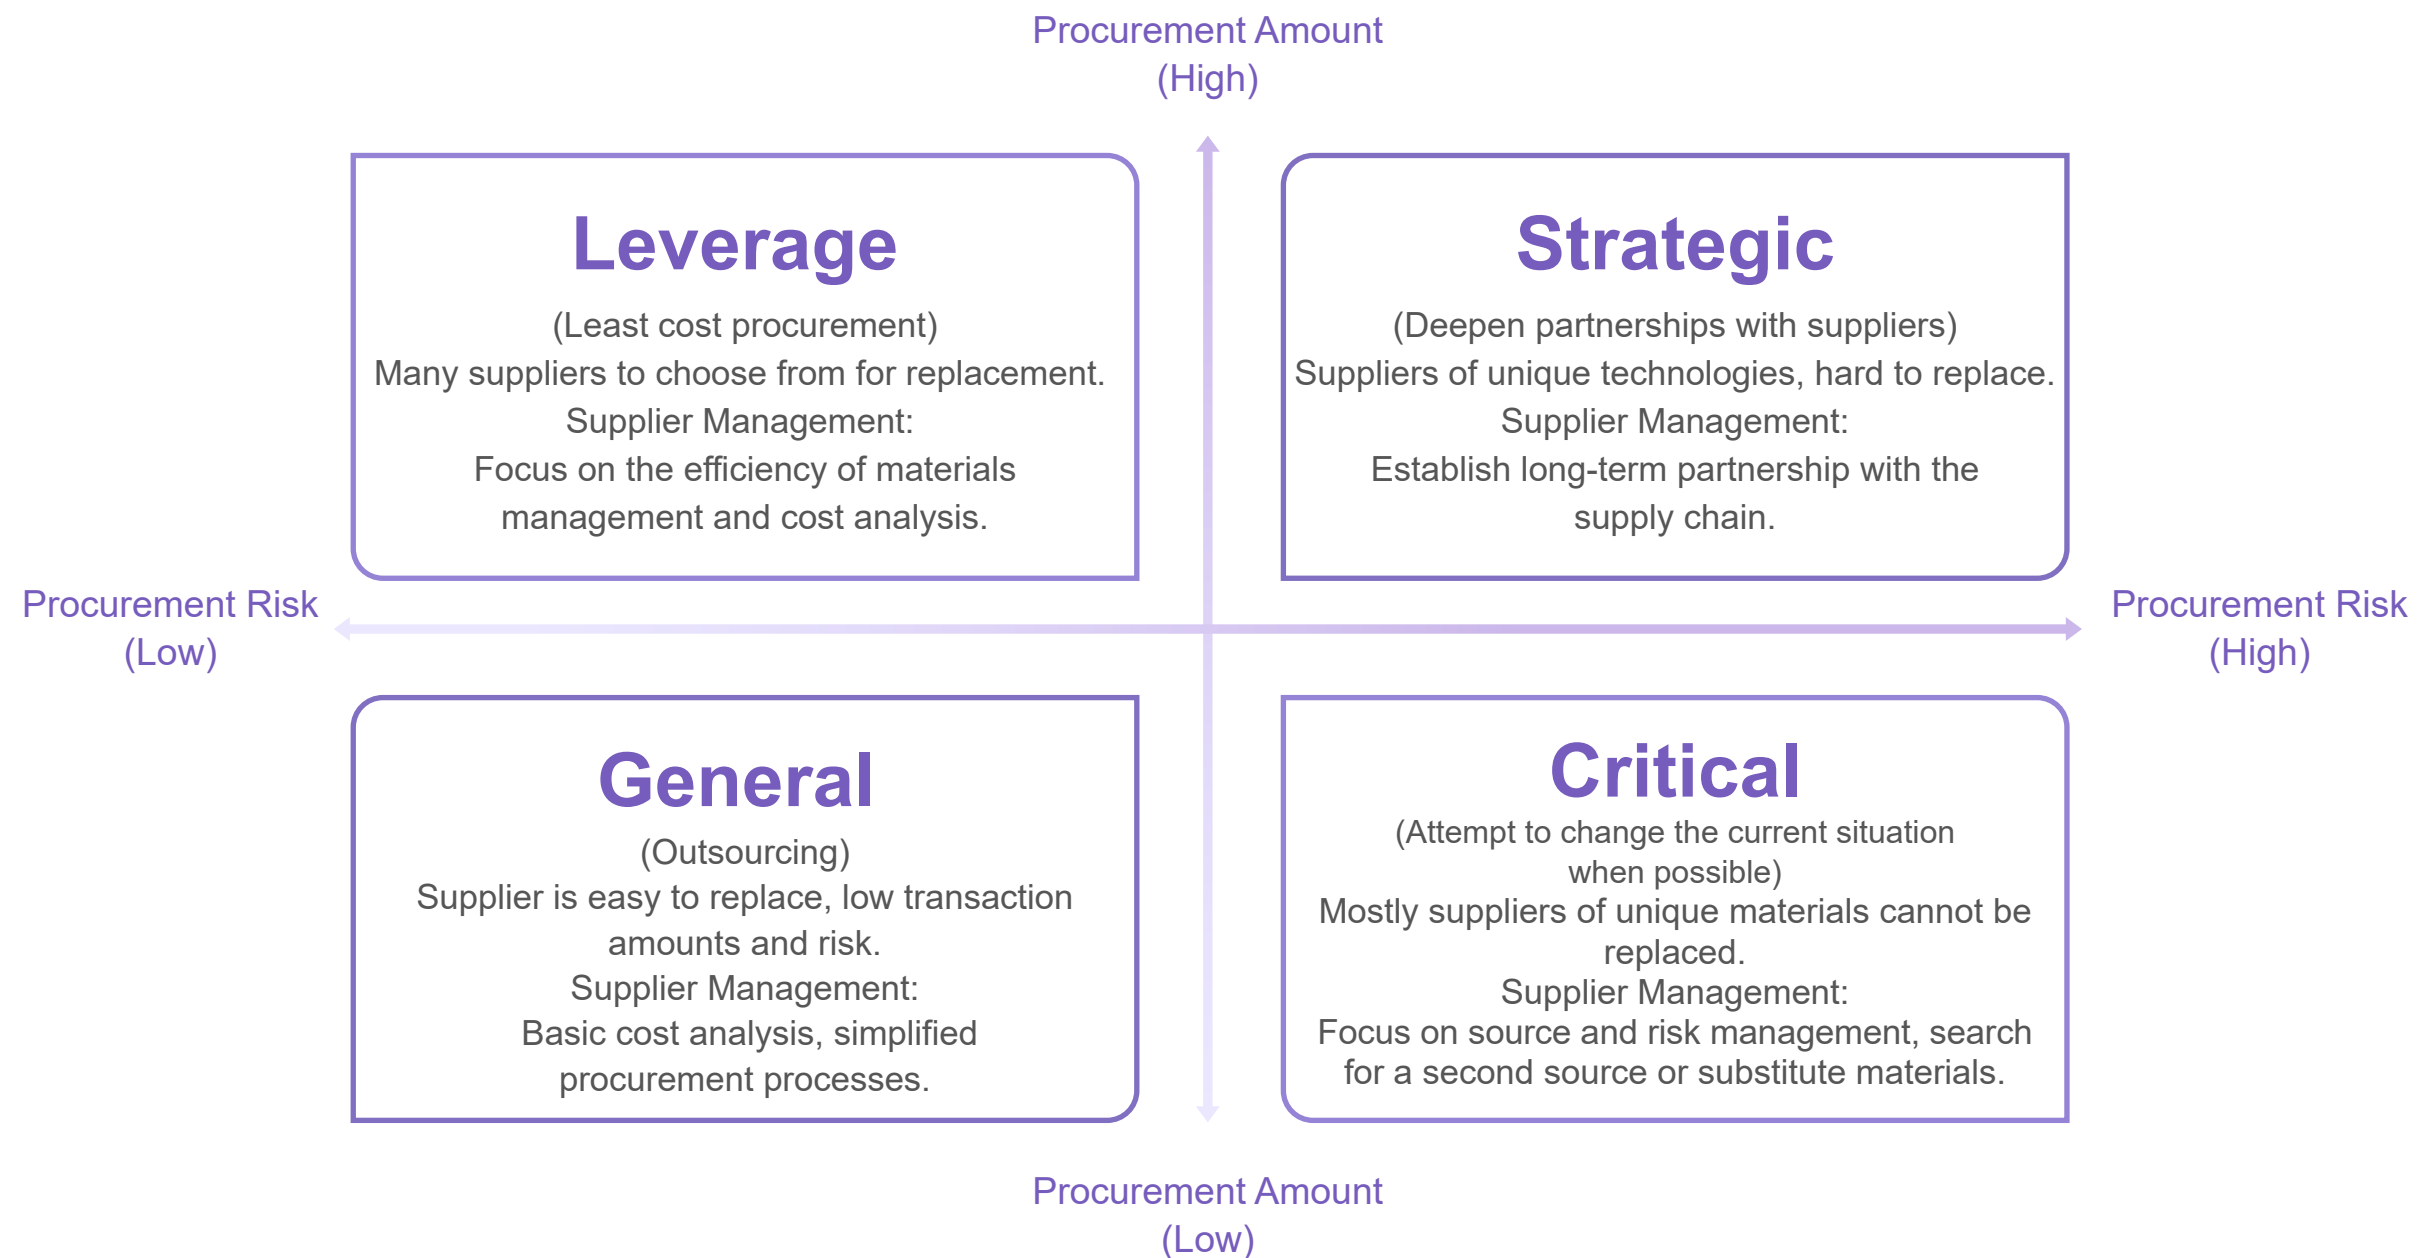 Procurement Amount
(High)
Leverage
(Least cost procurement)
Many suppliers to choose from for replacement.
Supplier Management:
Focus on the efficiency of materials
management and cost analysis.
Strategic
(Deepen partnerships with suppliers)
Suppliers of unique technologies, hard to replace.
Supplier Management:
Establish long-term partnership with the
supply chain.
Procurement Risk
(Low)
Procurement Risk
(High)
General
(Outsourcing)
Supplier is easy to replace, low transaction
amounts and risk.
Supplier Management:
Basic cost analysis, simplified
procurement processes.
Critical
(Attempt to change the current situation
when possible)
Mostly suppliers of unique materials cannot be
replaced.
Supplier Management:
Focus on source and risk management, search
for a second source or substitute materials.
Procurement Amount
(Low)